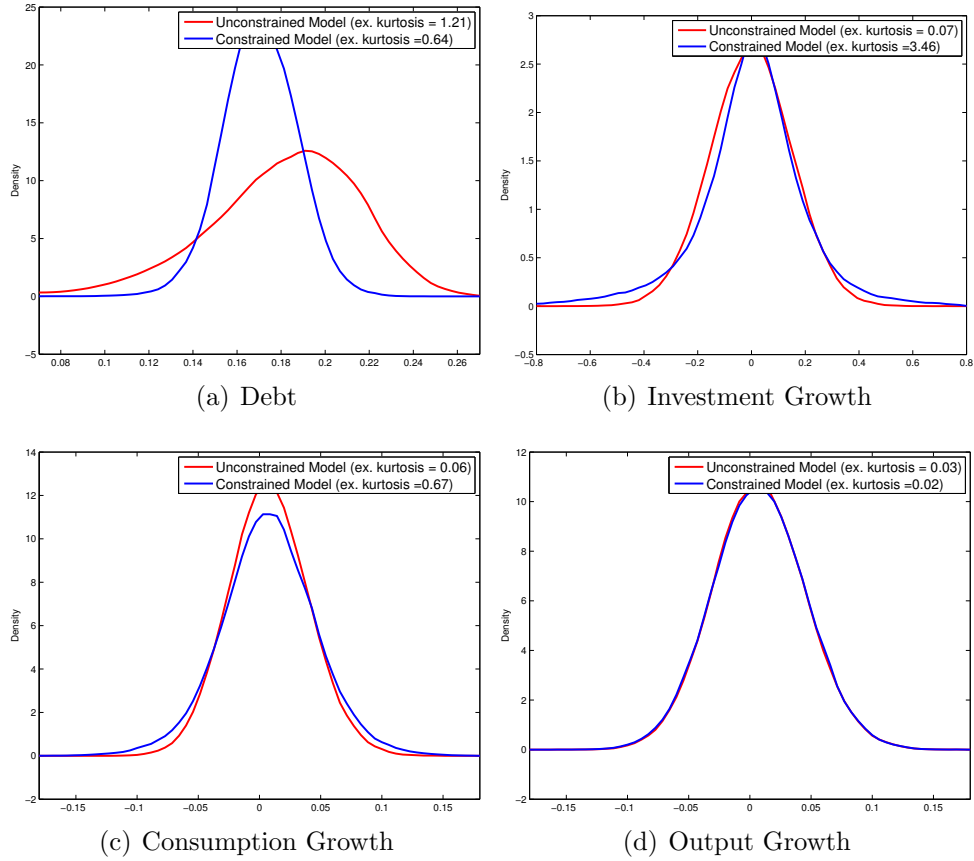 Unconstrained Model (ex. kurtosis = 1.21)
Constrained Model (ex. kurtosis =0.64)
25
20
15
10
5
0
−5
Density
0.08 0.1 0.12 0.14 0.16 0.18 0.2 0.22 0.24 0.26
(a) Debt
Unconstrained Model (ex. kurtosis = 0.07)
Constrained Model (ex. kurtosis =3.46)
3
2.5
2
1.5
1
0.5
0
−0.5
Density
−0.8 −0.6 −0.4 −0.2 0 0.2 0.4 0.6 0.8
(b) Investment Growth
Unconstrained Model (ex. kurtosis = 0.06)
Constrained Model (ex. kurtosis =0.67)
14
12
10
8
6
4
2
0
−2
Density
−0.15 −0.1 −0.05 0 0.05 0.1 0.15
(c) Consumption Growth
Unconstrained Model (ex. kurtosis = 0.03)
Constrained Model (ex. kurtosis =0.02)
12
10
8
6
4
2
0
−2
Density
−0.15 −0.1 −0.05 0 0.05 0.1 0.15
(d) Output Growth